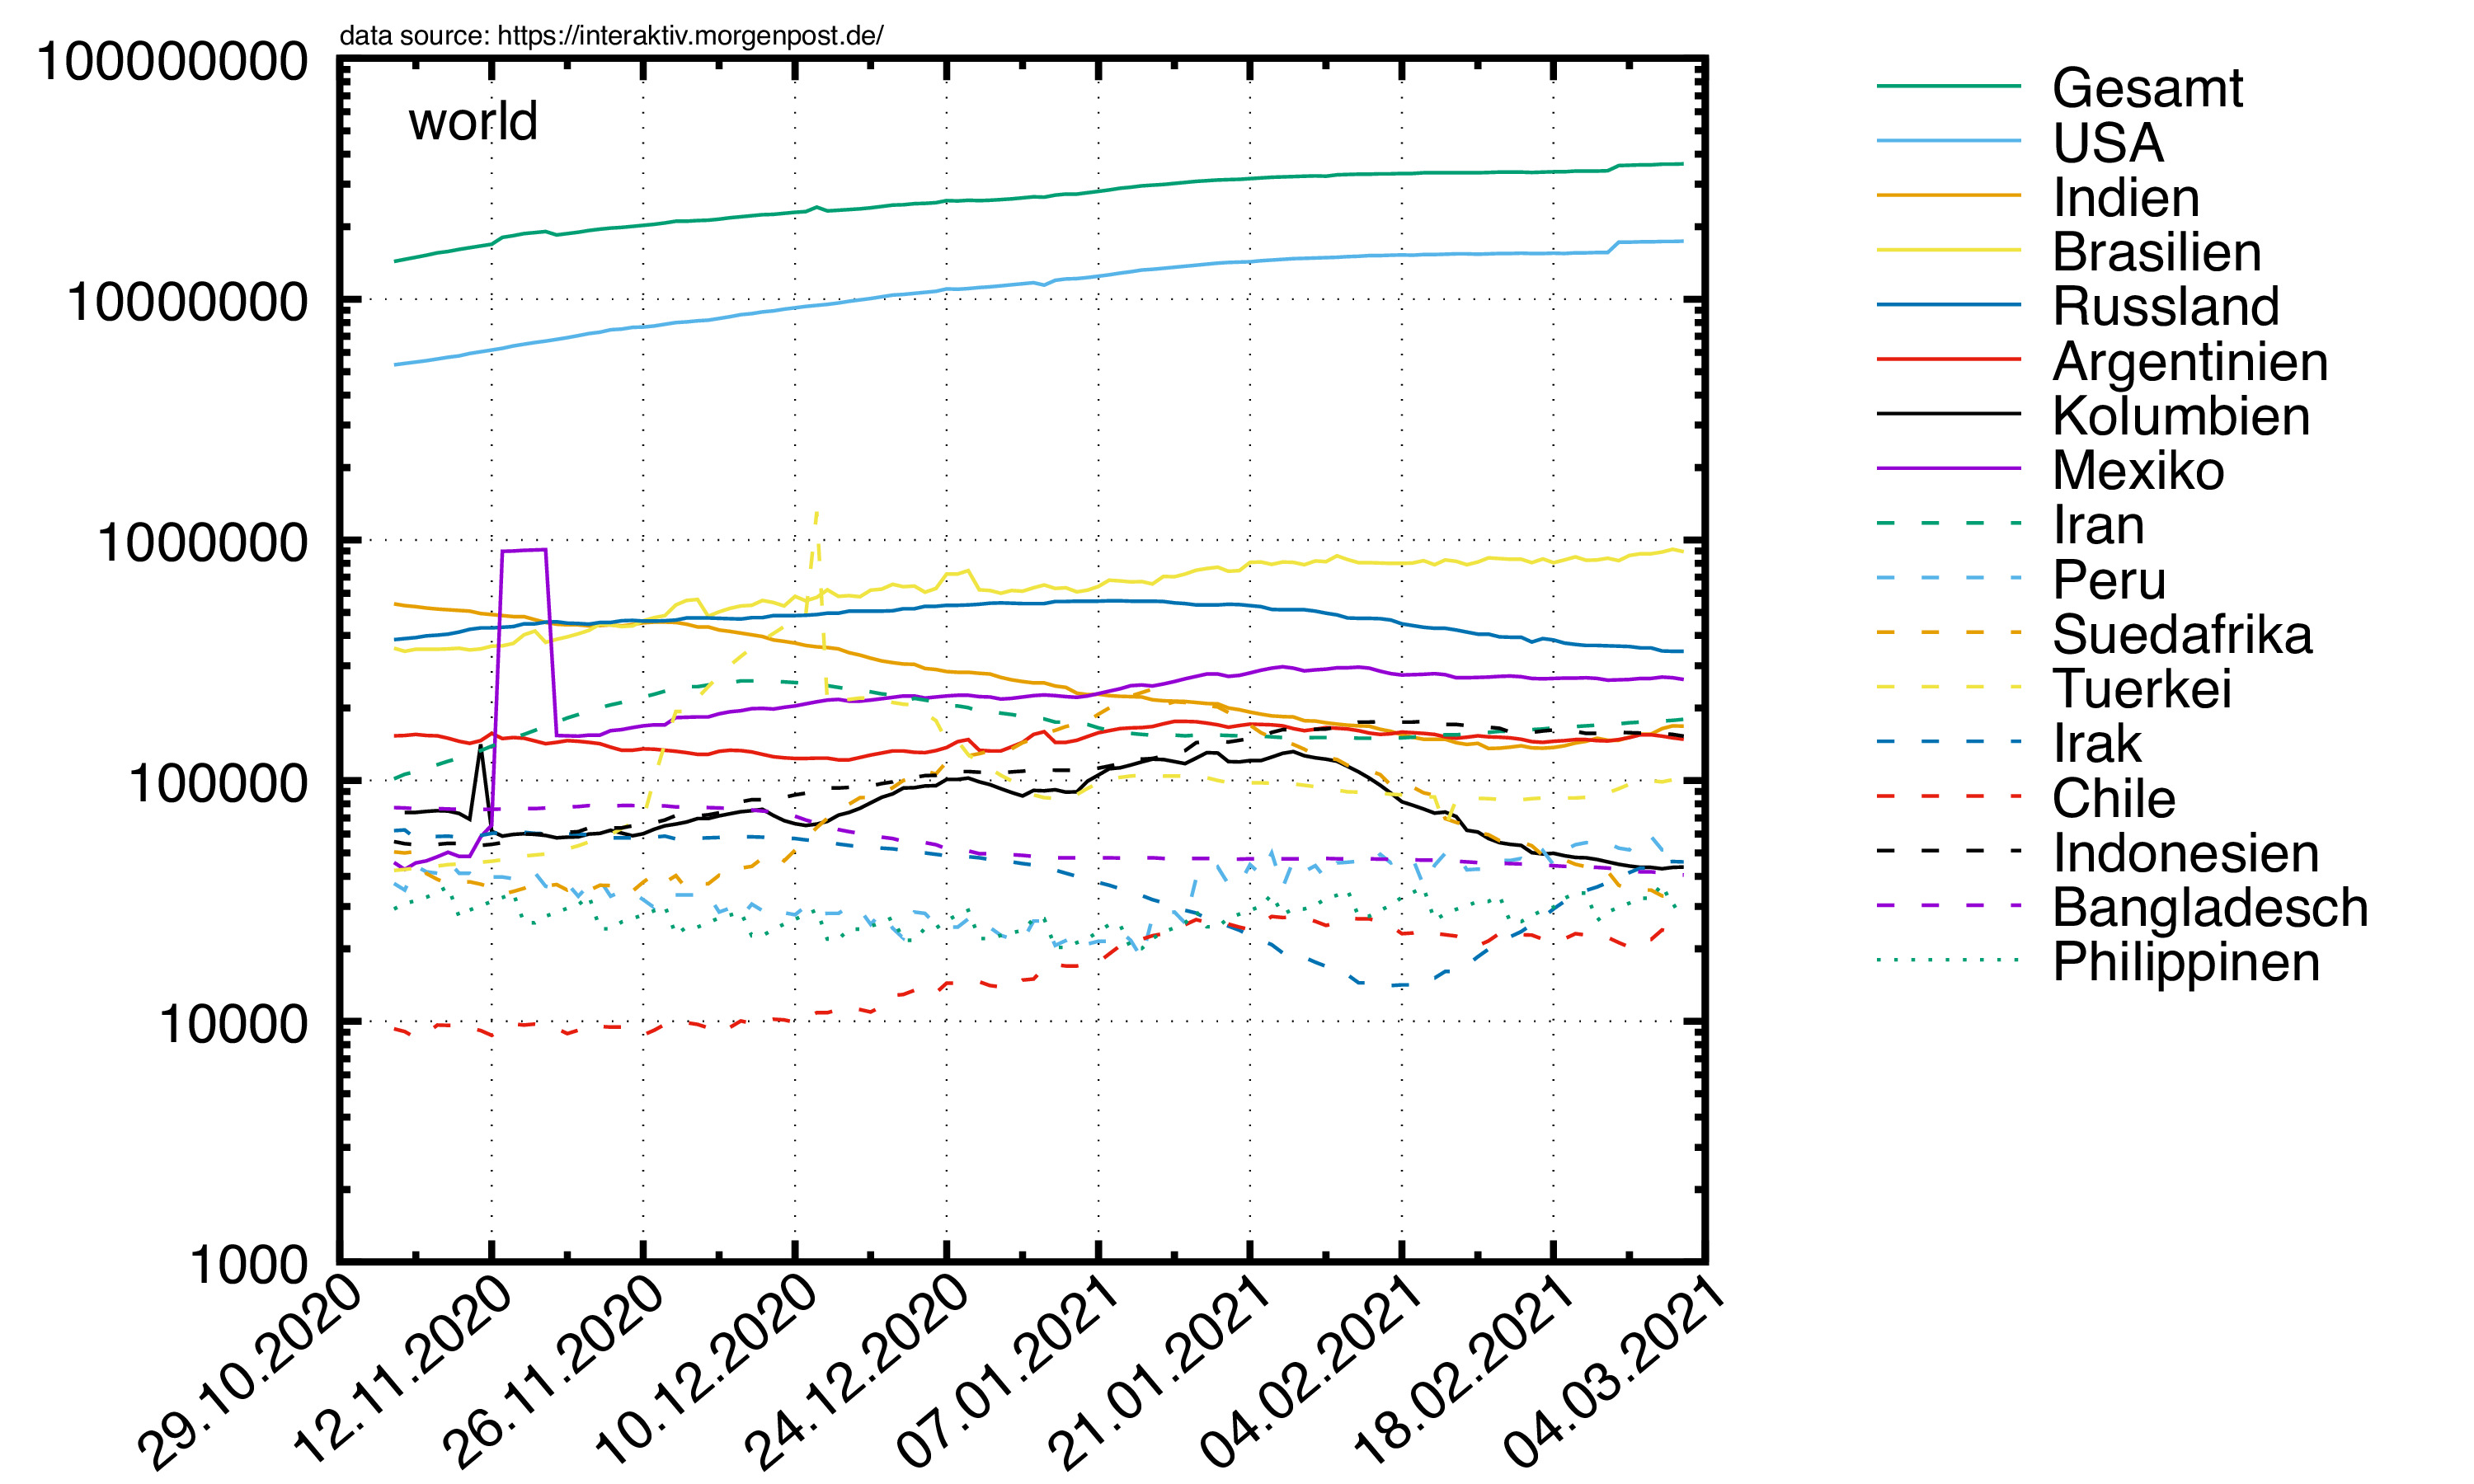 data source: https://interaktiv.morgenpost.de/
100000000
10000000
1000000
100000
10000
1000
world
29.10.2020
12.11.2020
26.11.2020
10.12.2020
24.12.2020
07.01.2021
21.01.2021
04.02.2021
18.02.2021
04.03.2021
Gesamt
USA
Indien
Brasilien
Russland
Argentinien
Kolumbien
Mexiko
Iran
Peru
Suedafrika
Tuerkei
Irak
Chile
Indonesien
Bangladesch
Philippinen